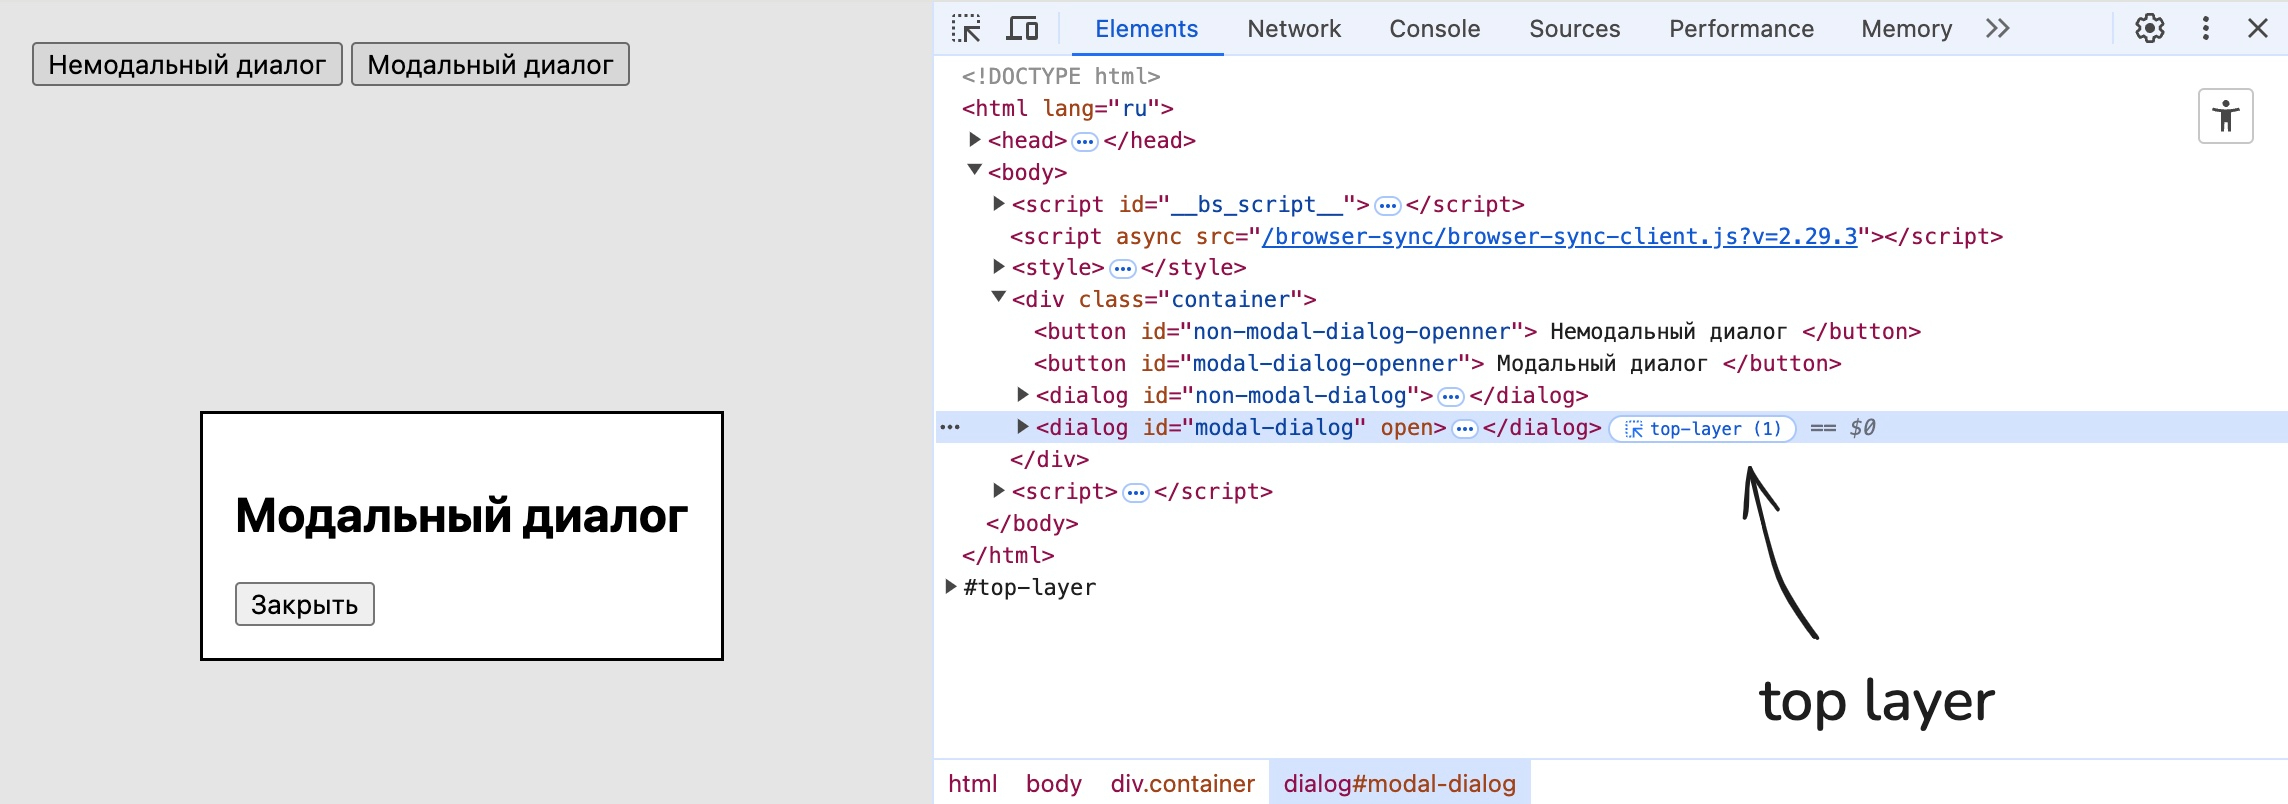 Немодальный диалог Модальный диалог
Модальный диалог
Закрыть
Elements Network Console Sources Performance Memory
<!DOCTYPE html>
<html lang="ru">
<head> ••• </head>
<body>
<script id="__bs_script__"> ••• </script>
<script async src="/browser-sync/browser-sync-client.js?v=2.29.3"></script>
<style> ••• </style>
<div class="container">
<button id="non-modal-dialog-openner"> Немодальный диалог </button>
<button id="modal-dialog-openner"> Модальный диалог </button>
<dialog id="non-modal-dialog"> ••• </dialog>
<dialog id="modal-dialog" open> ••• </dialog> top-layer (1) == $0
</div>
<script> ••• </script>
</body>
</html>
#top-layer
top layer
html body div.container dialog#modal-dialog